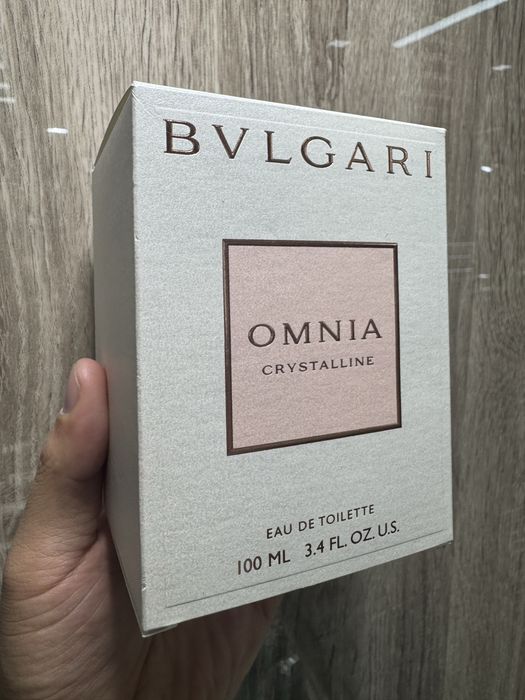 BVLGARI
OMNIA
CRYSTALLINE
EAU DE TOILETTE
100 ML 3.4 FL. OZ. U.S.